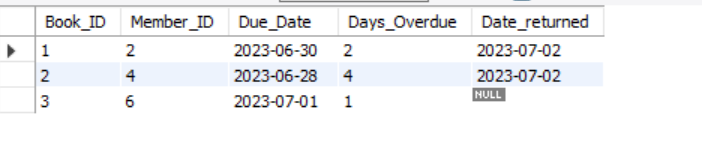 Book_ID Member_ID Due_Date Days_Overdue Date_returned
1 2 2023-06-30 2 2023-07-02
2 4 2023-06-28 4 2023-07-02
3 6 2023-07-01 1 NULL